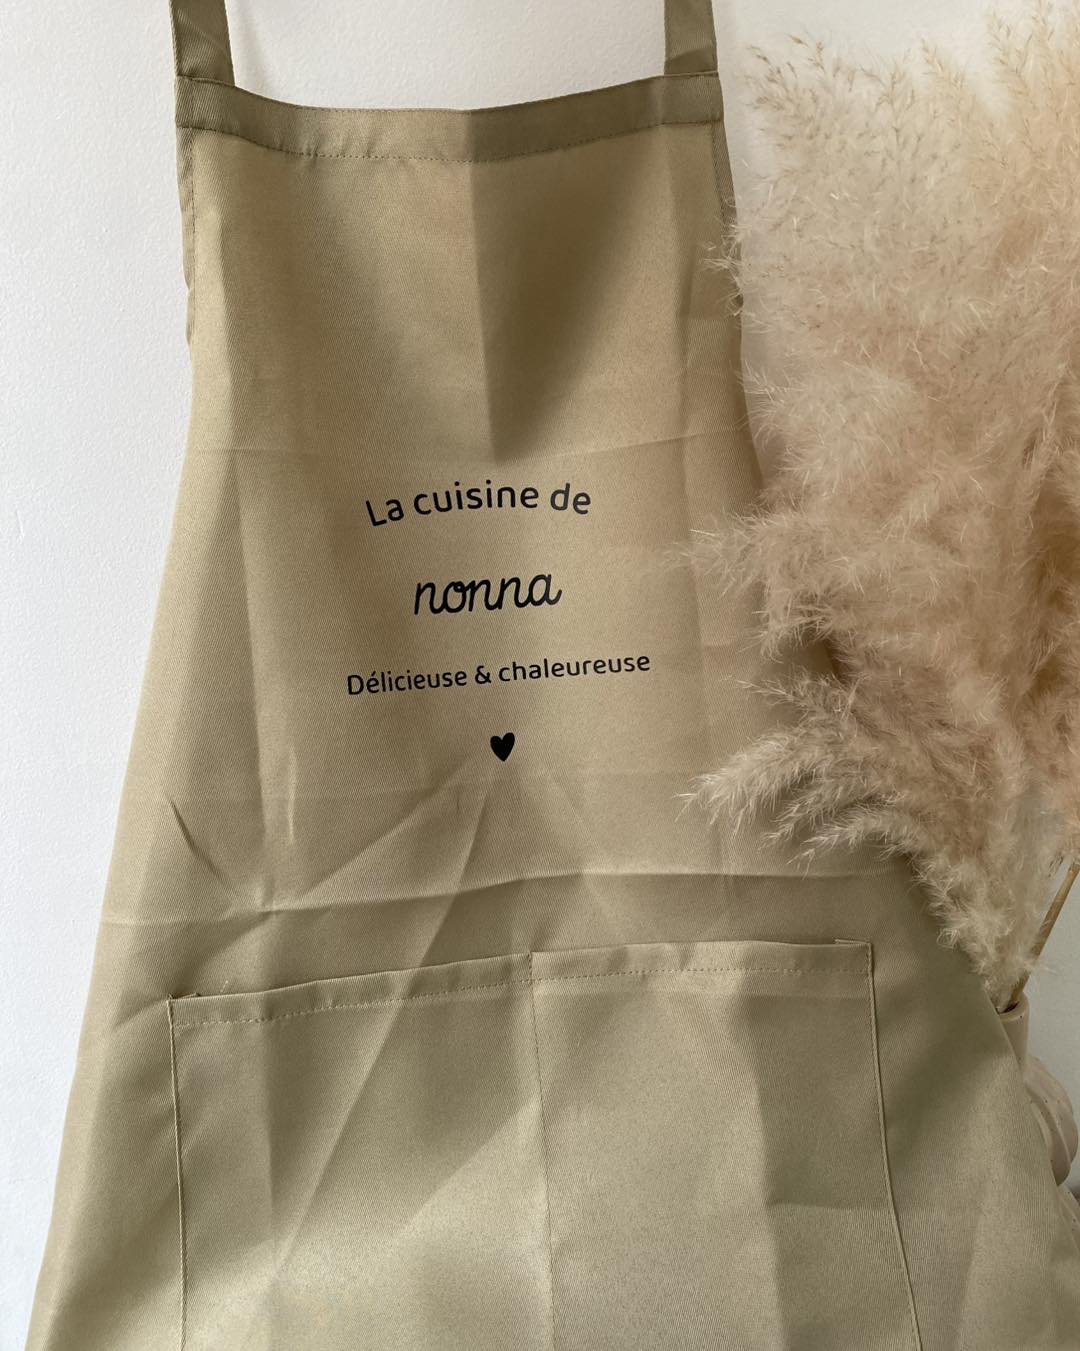 La cuisine de
nonna
Délicieuse & chaleureuse